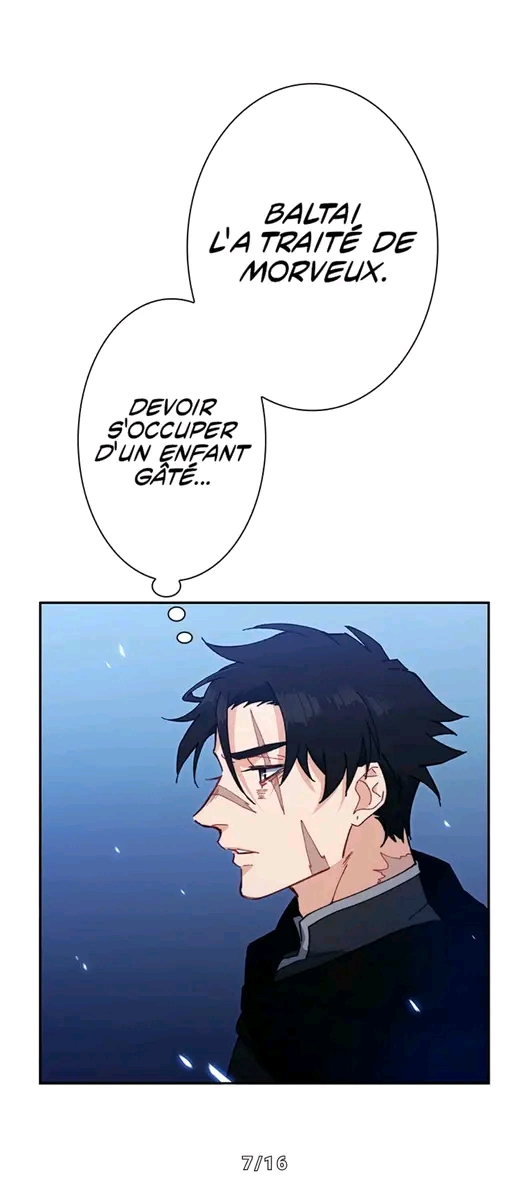 BALTAI
L'A TRAITÉ DE
MORVEUX.
DEVOIR
S'OCCUPER
D'UN ENFANT
GÂTÉ...
7/16